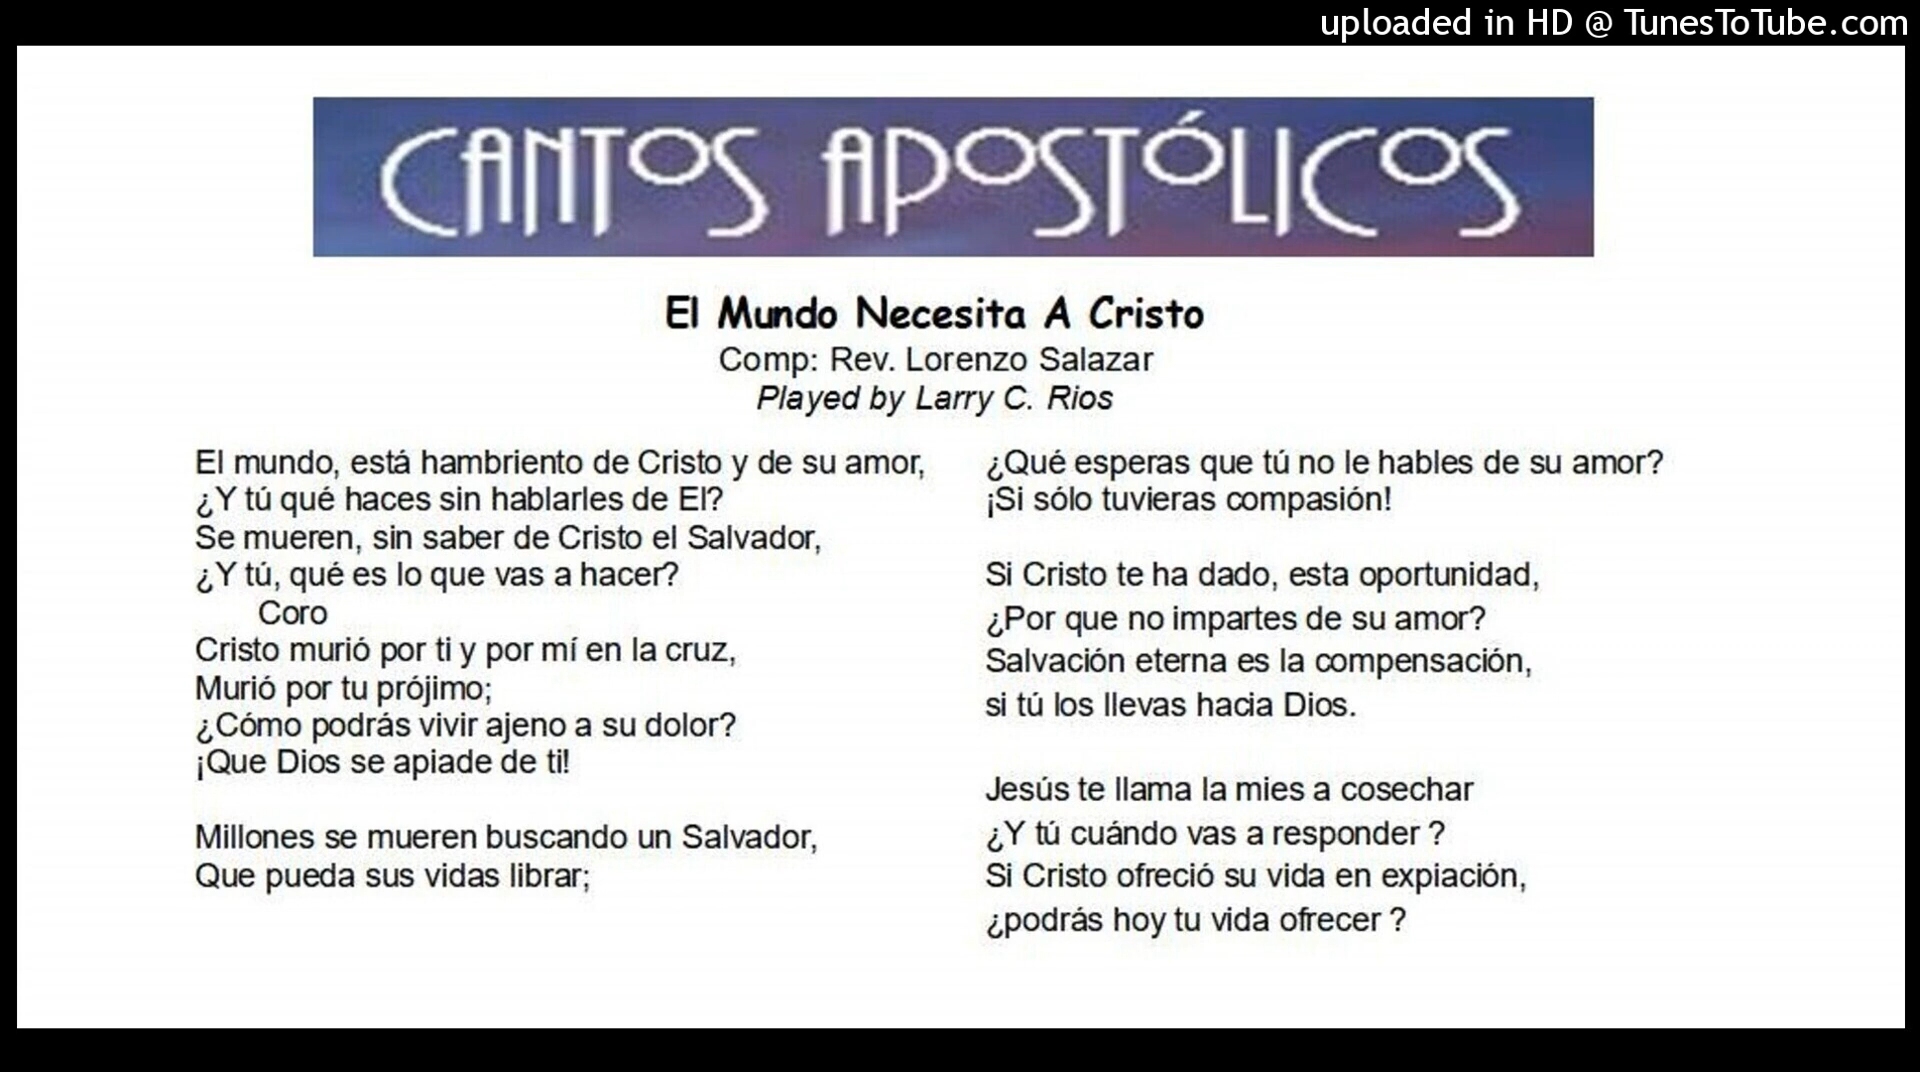 uploaded in HD @ TunesToTube.com
CANTOS APOSTÓLICOS
El Mundo Necesita A Cristo
Comp: Rev. Lorenzo Salazar
Played by Larry C. Rios
El mundo, está hambriento de Cristo y de su amor,
¿Y tú qué haces sin hablarles de El?
Se mueren, sin saber de Cristo el Salvador,
¿Y tú, qué es lo que vas a hacer?
Coro
Cristo murió por ti y por mí en la cruz,
Murió por tu prójimo;
¿Cómo podrás vivir ajeno a su dolor?
¡Que Dios se apiade de ti!
Millones se mueren buscando un Salvador,
Que pueda sus vidas librar;
¿Qué esperas que tú no le hables de su amor?
¡Si sólo tuvieras compasión!
Si Cristo te ha dado, esta oportunidad,
¿Por que no impartes de su amor?
Salvación eterna es la compensación,
si tú los llevas hacia Dios.
Jesús te llama la mies a cosechar
¿Y tú cuándo vas a responder ?
Si Cristo ofreció su vida en expiación,
¿podrás hoy tu vida ofrecer ?